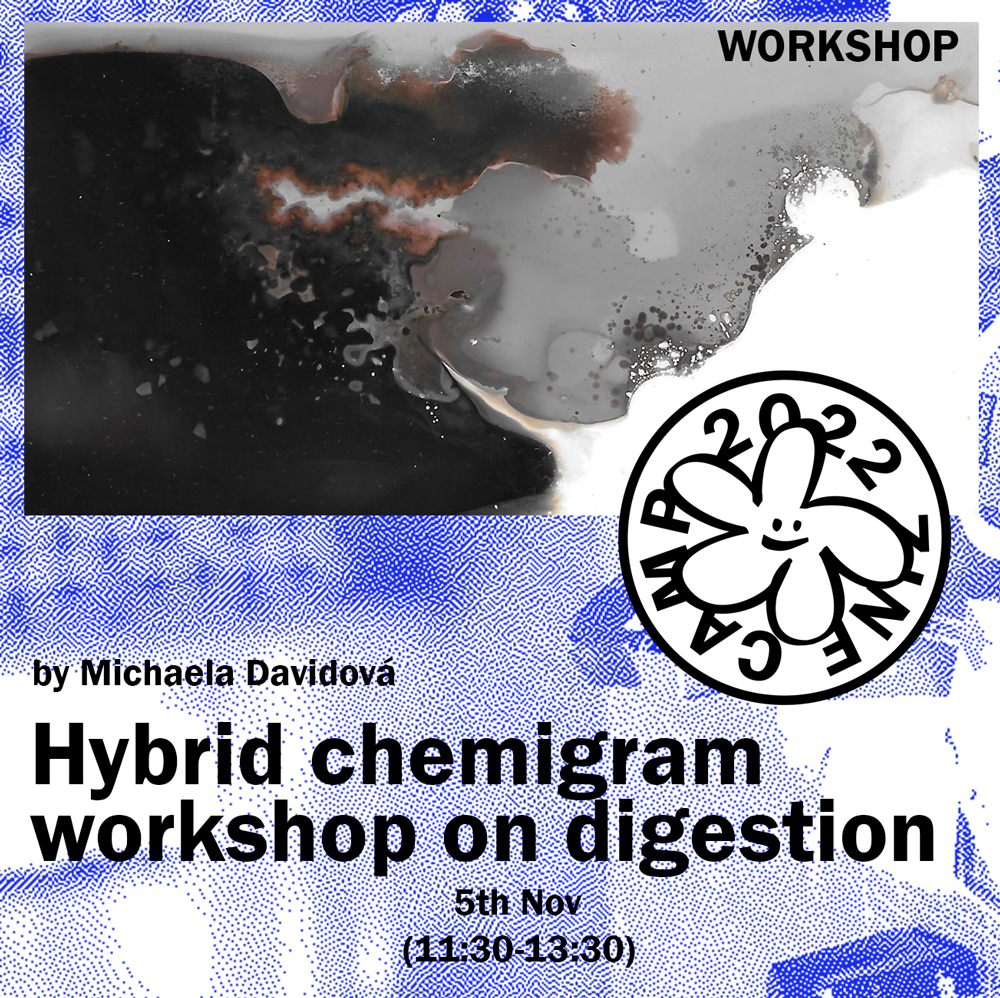 WORKSHOP
2022 ZINE CAMP
by Michaela Davidová
Hybrid chemigram
workshop on digestion
5th Nov
(11:30-13:30)